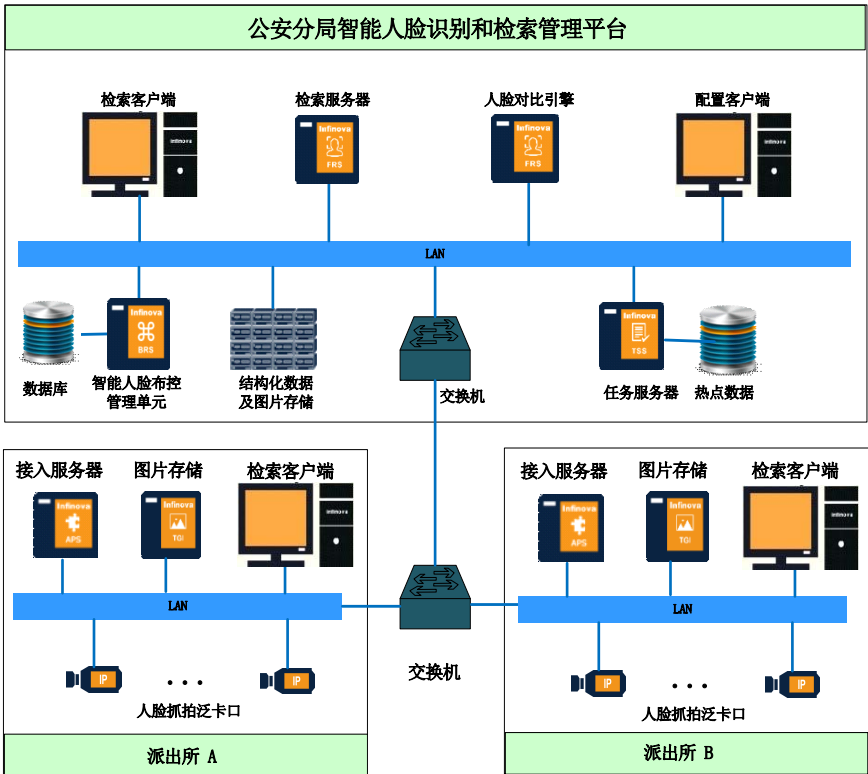 公安分局智能人脸识别和检索管理平台
检索客户端
检索服务器
人脸对比引擎
配置客户端
Infinova
Infinova
FRS
Infinova
FRS
Infinova
LAN
Infinova
BRS
Infinova
TSS
数据库
智能人脸布控
管理单元
结构化数据
及图片存储
交换机
任务服务器
热点数据
接入服务器
图片存储
检索客户端
Infinova
APS
Infinova
TGI
Infinova
LAN
IP
...
IP
人脸抓拍泛卡口
派出所 A
交换机
接入服务器
图片存储
检索客户端
Infinova
APS
Infinova
TGI
Infinova
LAN
IP
...
IP
人脸抓拍泛卡口
派出所 B